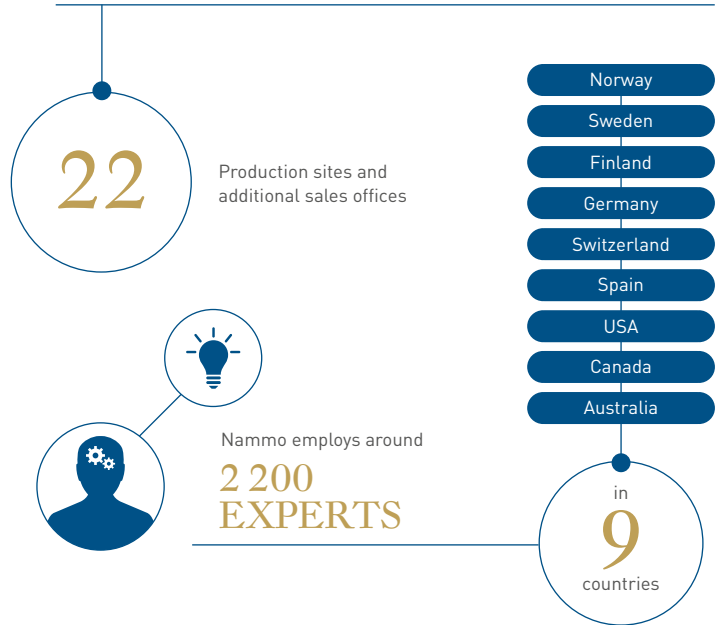 22
Production sites and
additional sales offices
Norway
Sweden
Finland
Germany
Switzerland
Spain
USA
Canada
Australia
Nammo employs around
2 200
EXPERTS
in
9
countries